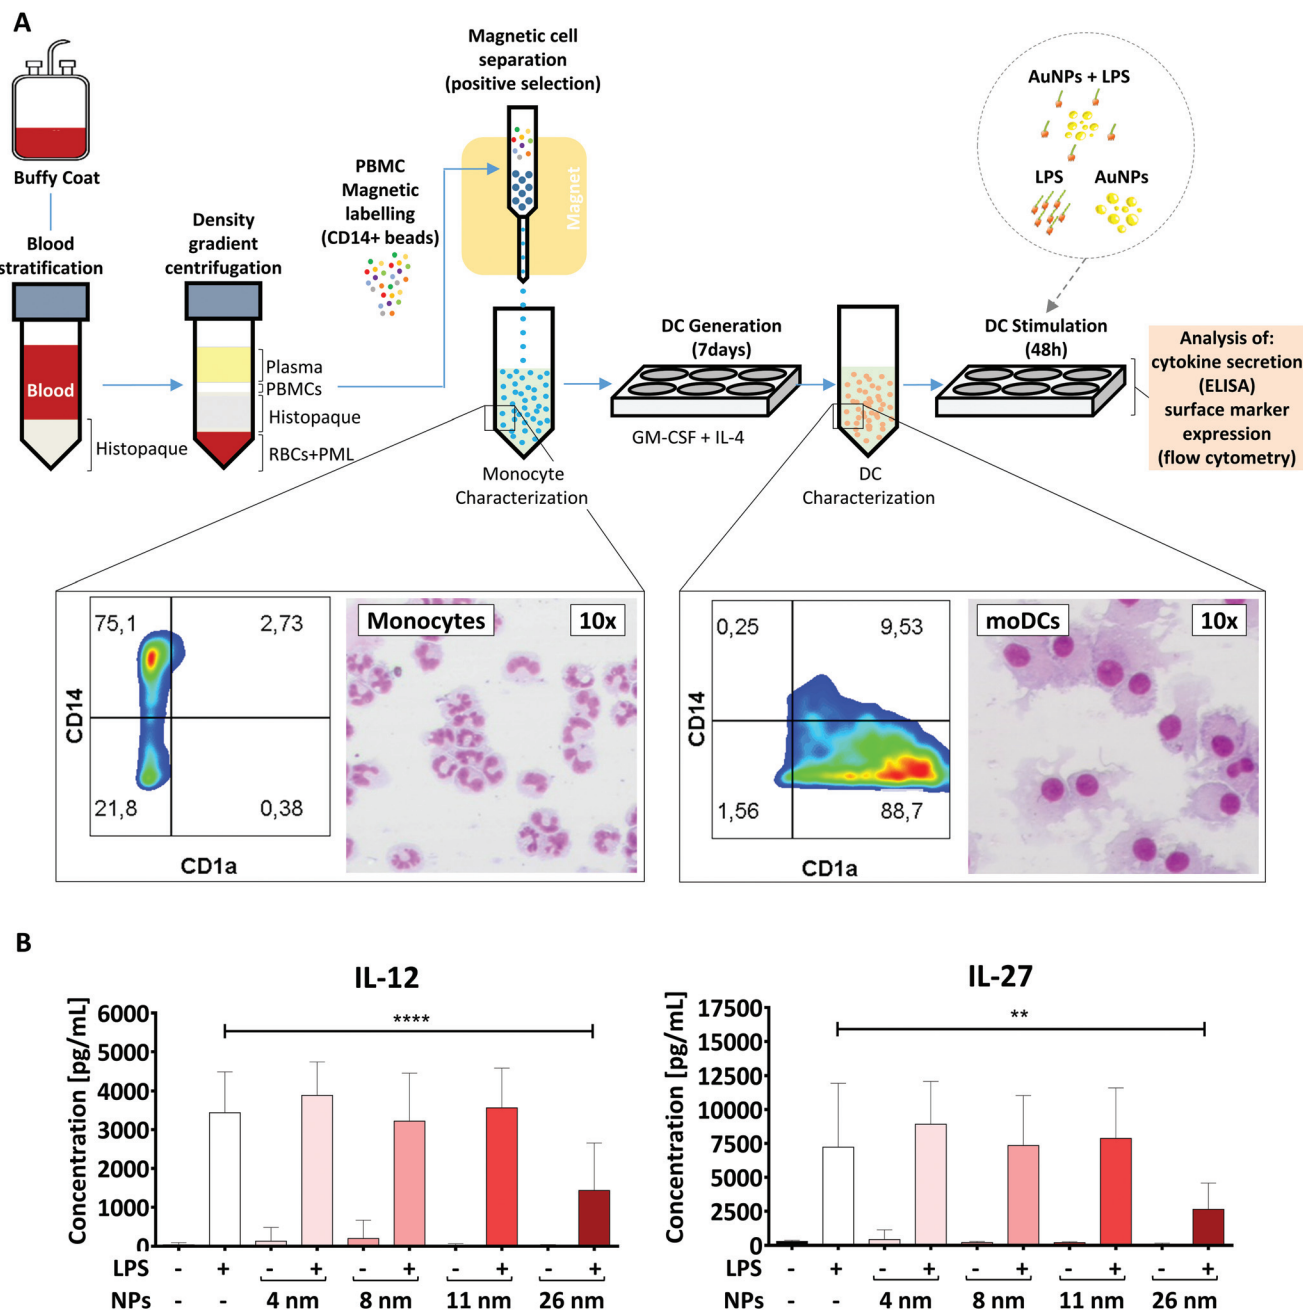 A
Buffy Coat
Blood
stratification
Blood
Histopaque
Density
gradient
centrifugation
Plasma
PBMCs
Histopaque
RBCs+PML
PBMC
Magnetic
labelling
(CD14+ beads)
Magnetic cell
separation
(positive selection)
Magnet
Monocyte
Characterization
DC Generation
(7days)
GM-CSF + IL-4
DC
Characterization
AuNPs + LPS
LPS
AuNPs
DC Stimulation
(48h)
Analysis of:
cytokine secretion
(ELISA)
surface marker
expression
(flow cytometry)
75,1
2,73
CD14
21,8
0,38
CD1a
Monocytes
10x
0,25
9,53
CD14
1,56
88,7
CD1a
moDCs
10x
B
IL-12
Concentration [pg/mL]
6000
5000
4000
3000
2000
1000
0
****
LPS - + - + - + - + - +
NPs - - 4 nm 8 nm 11 nm 26 nm
IL-27
Concentration [pg/mL]
17500
15000
12500
10000
7500
5000
2500
0
**
LPS - + - + - + - + - +
NPs - - 4 nm 8 nm 11 nm 26 nm